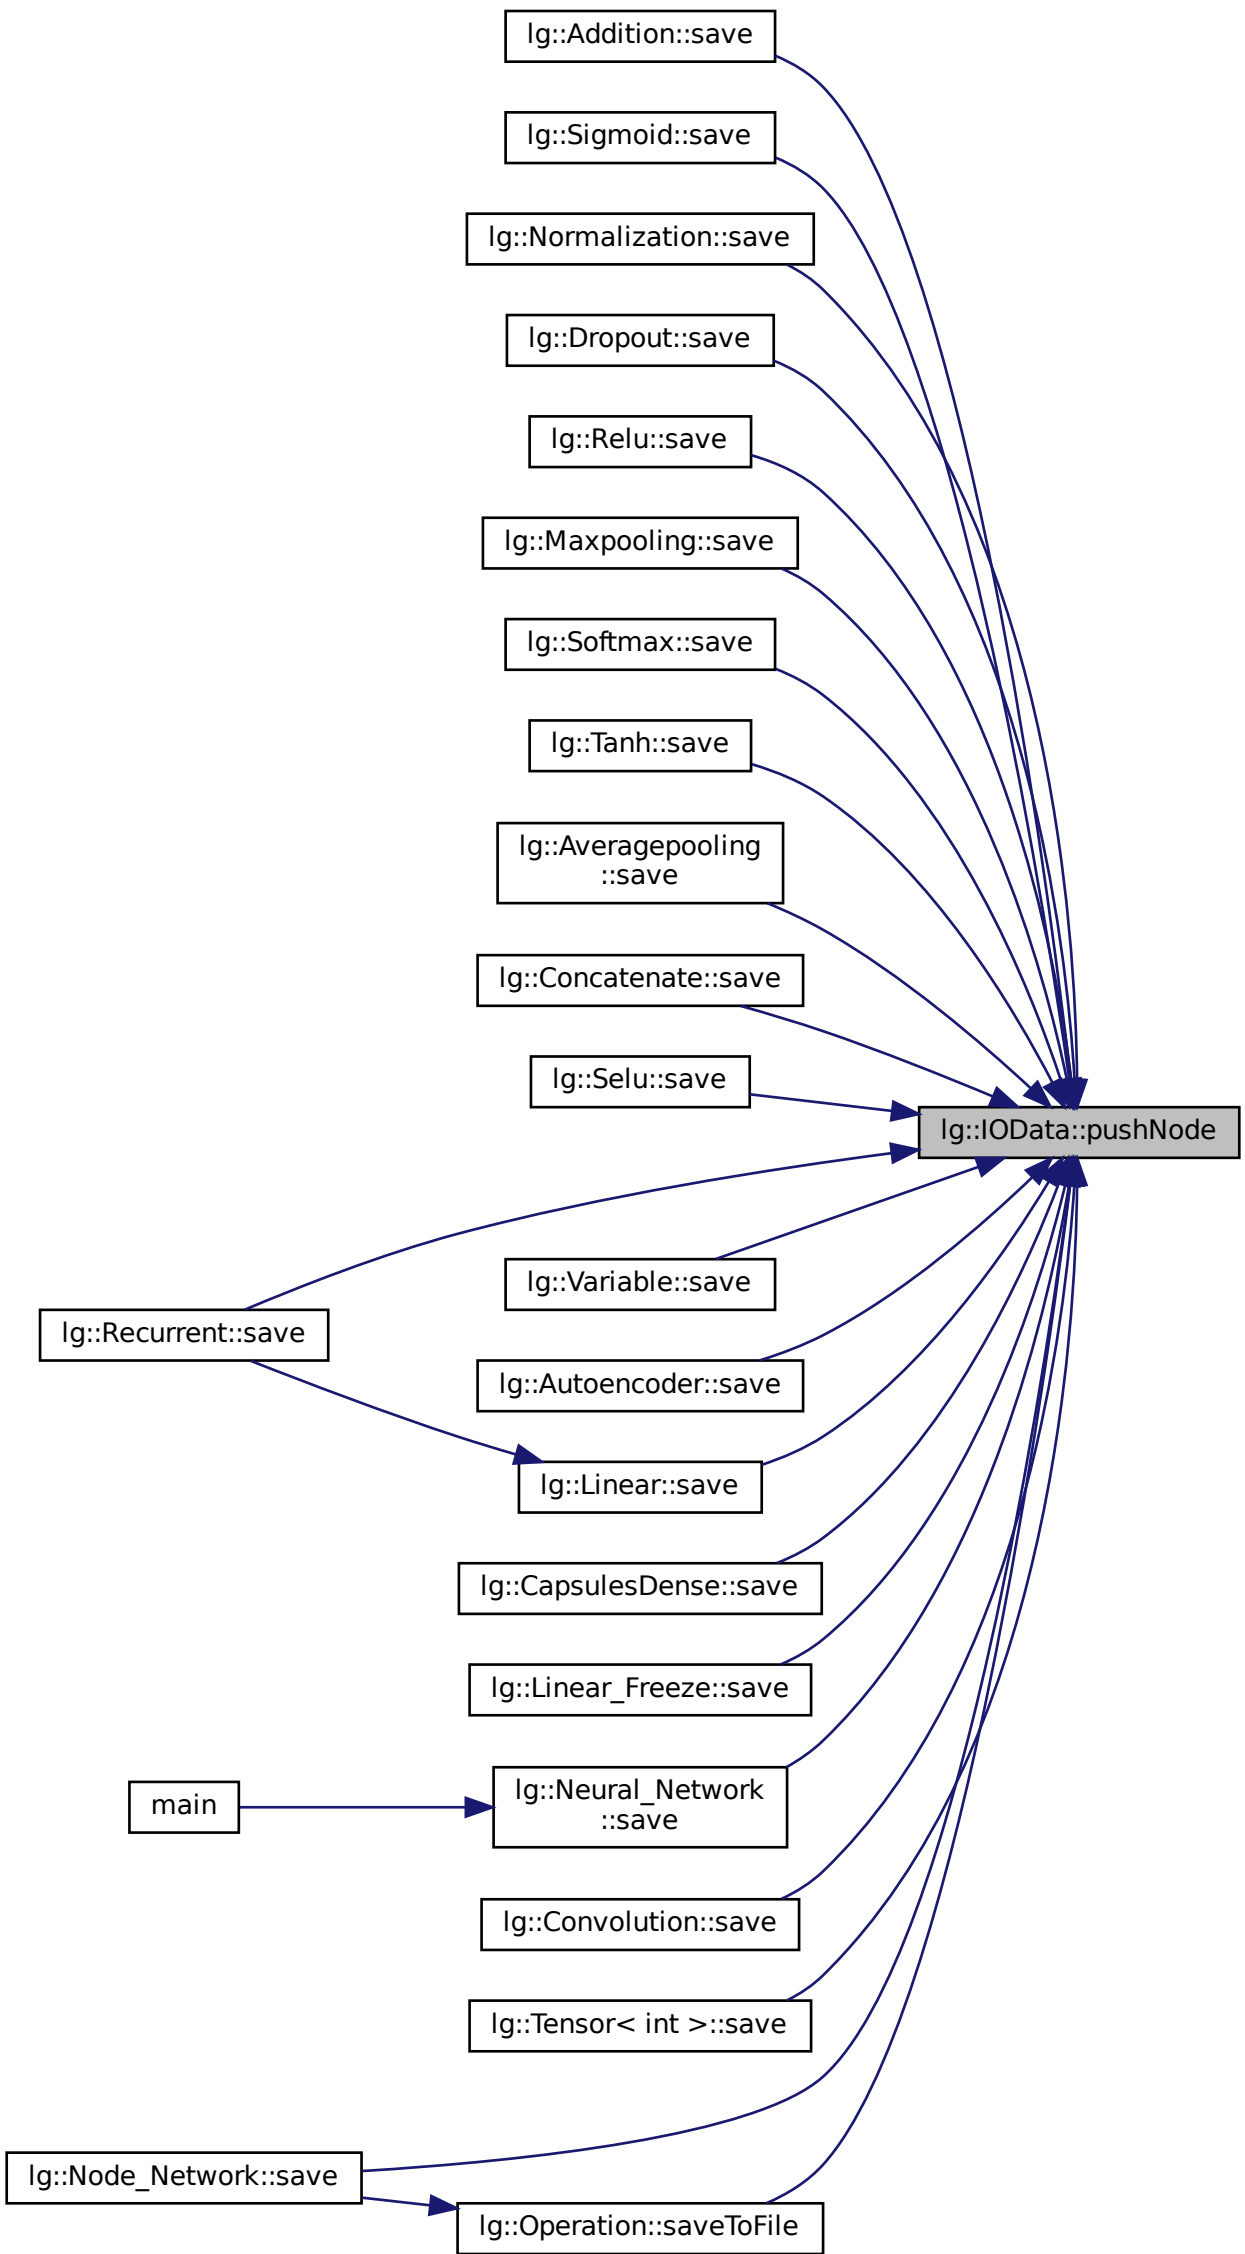 lg::Addition::save
lg::Sigmoid::save
lg::Normalization::save
lg::Dropout::save
lg::Relu::save
lg::Maxpooling::save
lg::Softmax::save
lg::Tanh::save
lg::Averagepooling
::save
lg::Concatenate::save
lg::Selu::save
lg::IOData::pushNode
lg::Variable::save
lg::Recurrent::save
lg::Autoencoder::save
lg::Linear::save
lg::CapsulesDense::save
lg::Linear_Freeze::save
lg::Neural_Network
::save
main
lg::Convolution::save
lg::Tensor< int >::save
lg::Node_Network::save
lg::Operation::saveToFile